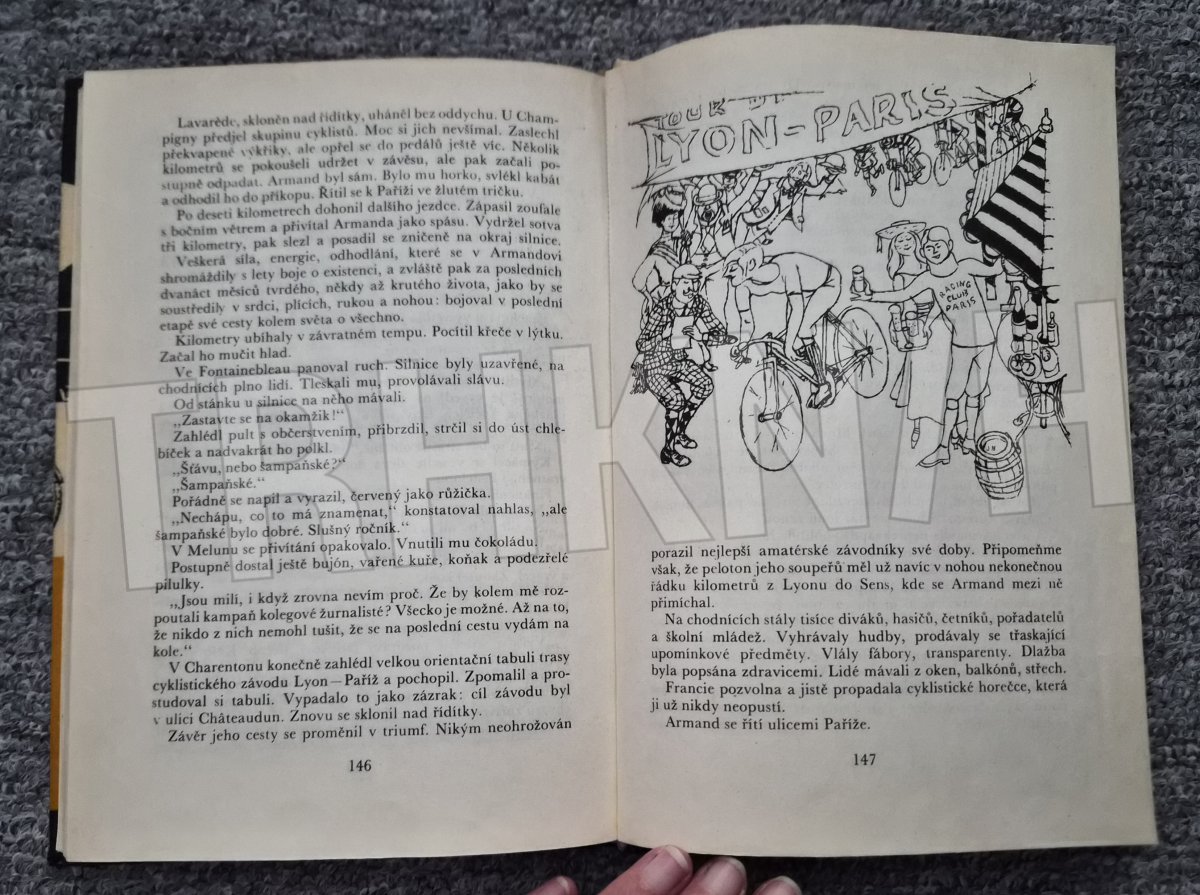 Lavarède, skloněn nad řídítky, uháněl bez oddychu. U Cham-
pigny předjel skupinu cyklistů. Moc si jich nevšímal. Zaslechl
překvapené výkřiky, ale opřel se do pedálů ještě víc. Několik
kilometrů se pokoušeli udržet v závěsu, ale pak začali po-
stupně odpadat. Armand byl sám. Bylo mu horko, svlékl kabát
a odhodil ho do příkopu. Řítil se k Paříži ve žlutém tričku.
Po deseti kilometrech dohonil dalšího jezdce. Zápasil zoufale
s bočním větrem a přivítal Armanda jako spásu. Vydržel sotva
tři kilometry, pak slezl a posadil se zničeně na okraj silnice.
Veškerá síla, energie, odhodlání, které se v Armandovi
shromáždily s lety boje o existenci, a zvláště pak za posledních
dvanáct měsíců tvrdého, někdy až krutého života, jako by se
soustředily v srdci, plících, rukou a nohou: bojoval v poslední
etapě své cesty kolem světa o všechno.
Kilometry ubíhaly v závratném tempu. Pocítil křeče v lýtku.
Začal ho mučit hlad.
Ve Fontainebleau panoval ruch. Silnice byly uzavřené, na
chodnících plno lidí. Tleskali mu, provolávali slávu.
Od stánku u silnice na něho mávali.
„Zastavte se na okamžik!“
Zahlédl pult s občerstvením, přibrzdil, strčil si do úst chle-
bíček a nadvakrát ho polkl.
„Šťávu, nebo šampaňské?“
„Šampaňské.“
Pořádně se napil a vyrazil, červený jako růžička.
„Nechápu, co to má znamenat,“ konstatoval nahlas, „ale
šampaňské bylo dobré. Slušný ročník.“
V Melunu se přivítání opakovalo. Vnutili mu čokoládu.
Postupně dostal ještě bujón, vařené kuře, koňak a podezřelé
pilulky.
„Jsou milí, i když zrovna nevím proč. Že by kolem mě roz-
poutali kampaň kolegové žurnalisté? Všecko je možné. Až na to,
že nikdo z nich nemohl tušit, že se na poslední cestu vydám na
kole.“
V Charentonu konečně zahlédl velkou orientační tabuli trasy
cyklistického závodu Lyon—Paříž a pochopil. Zpomalil a pro-
studoval si tabuli. Vypadalo to jako zázrak: cíl závodu byl
v ulici Châteaudun. Znovu se sklonil nad řídítky.
Závěr jeho cesty se proměnil v triumf. Nikým neohrožován
146
TOUR
LYON-PARIS
RACING
CLUB
PARIS
porazil nejlepší amatérské závodníky své doby. Připomeňme
však, že peloton jeho soupeřů měl už navíc v nohou nekonečnou
řádku kilometrů z Lyonu do Sens, kde se Armand mezi ně
přimíchal.
Na chodnících stály tisíce diváků, hasičů, četníků, pořadatelů
a školní mládež. Vyhrávaly hudby, prodávaly se třaskající
upomínkové předměty. Vlály fábory, transparenty. Dlažba
byla popsána zdravicemi. Lidé mávali z oken, balkónů, střech.
Francie pozvolna a jistě propadala cyklistické horečce, která
ji už nikdy neopustí.
Armand se řítí ulicemi Paříže.
147
TRHKNIH